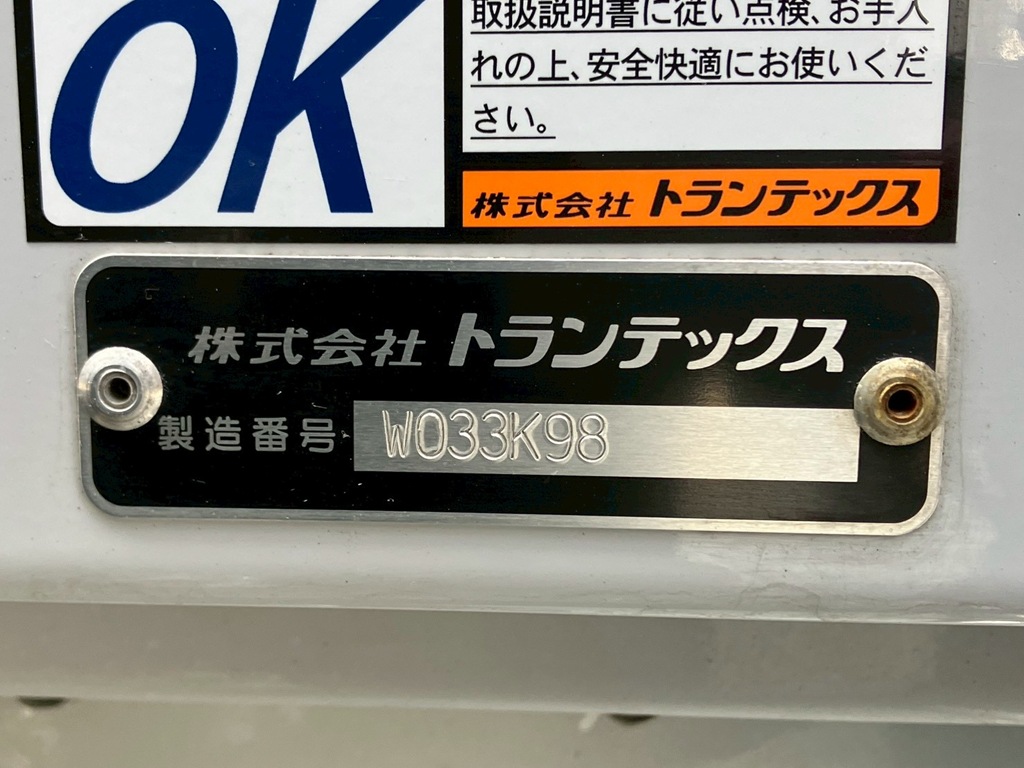 OK
取扱説明書に従い点検、お手入
れの上、安全快適にお使いくだ
さい。
株式会社 トランテックス
株式会社 トランテックス
製造番号 W033K98